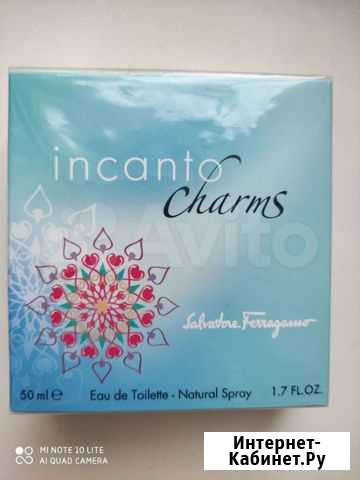 incanto
Charms
Avito
Salvatore Ferragamo
50 ml e
Eau de Toilette - Natural Spray
1.7 FL.OZ.
MI NOTE 10 LITE
AI QUAD CAMERA
Интернет-
Кабинет.Ру